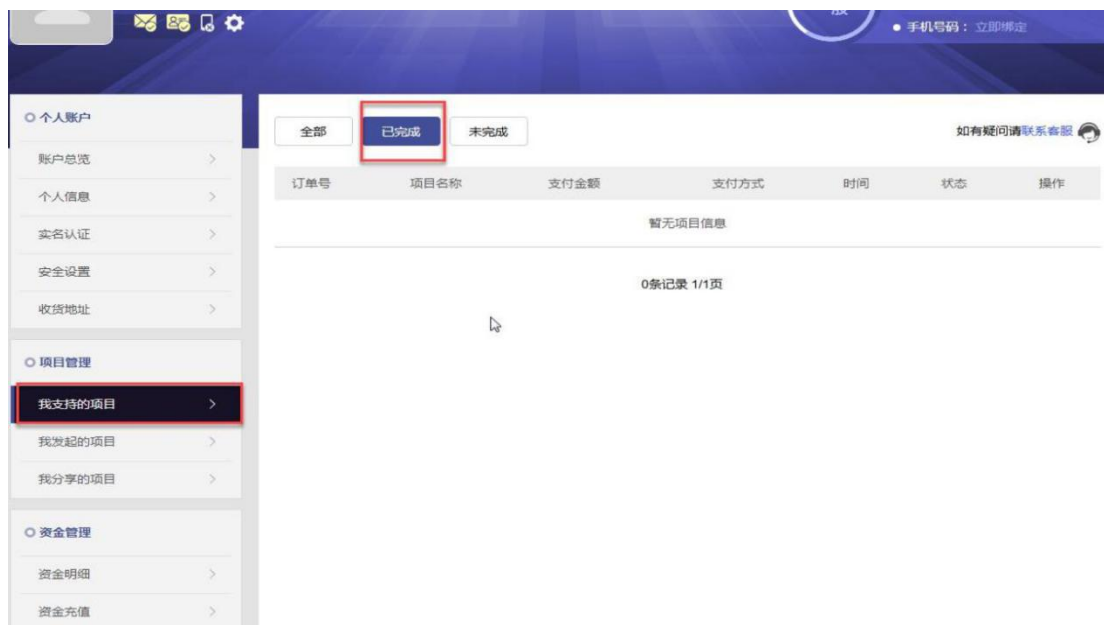 手机号码：立即绑定
个人账户
账户总览
个人信息
实名认证
安全设置
收货地址
项目管理
我支持的项目
我发起的项目
我分享的项目
资金管理
资金明细
资金充值
全部 已完成 未完成 如有疑问请联系客服
订单号 项目名称 支付金额 支付方式 时间 状态 操作
暂无项目信息
0条记录 1/1页